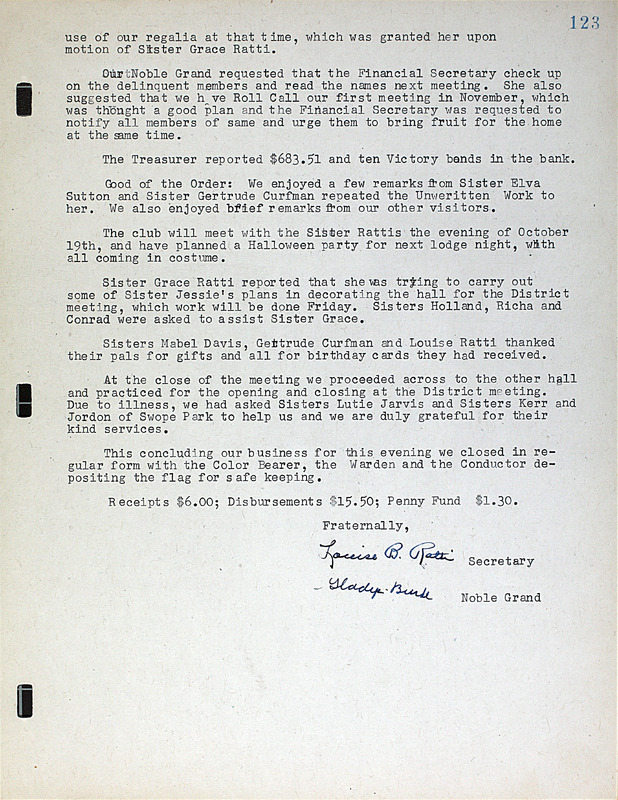 123
use of our regalia at that time, which was granted her upon
motion of Sister Grace Ratti.
Our Noble Grand requested that the Financial Secretary check up
on the delinquent members and read the names next meeting. She also
suggested that we h ve Roll Call our first meeting in November, which
was thought a good plan and the Financial Secretary was requested to
notify all members of same and urge them to bring fruit for the home
at the same time.
The Treasurer reported $683.51 and ten Victory bonds in the bank.
Good of the Order: We enjoyed a few remarks from Sister Elva
Sutton and Sister Gertrude Curfman repeated the Unweritten Work to
her. We also enjoyed brief remarks from our other visitors.
The club will meet with the Sister Rattis the evening of October
19th, and have planned a Halloween party for next lodge night, with
all coming in costume.
Sister Grace Ratti reported that she was trying to carry out
some of Sister Jessie's plans in decorating the hall for the District
meeting, which work will be done Friday. Sisters Holland, Richa and
Conrad were asked to assist Sister Grace.
Sisters Mabel Davis, Gertrude Curfman and Louise Ratti thanked
their pals for gifts and all for birthday cards they had received.
At the close of the meeting we proceeded across to the other hall
and practiced for the opening and closing at the District meeting.
Due to illness, we had asked Sisters Lutie Jarvis and Sisters Kerr and
Jordon of Swope Park to help us and we are duly grateful for their
kind services.
This concluding our business for this evening we closed in re-
gular form with the Color Bearer, the Warden and the Conductor de-
positing the flag for safe keeping.
Receipts $6.00; Disbursements $15.50; Penny Fund $1.30.
Fraternally,
Louise B. Ratti Secretary
Gladys Burk Noble Grand